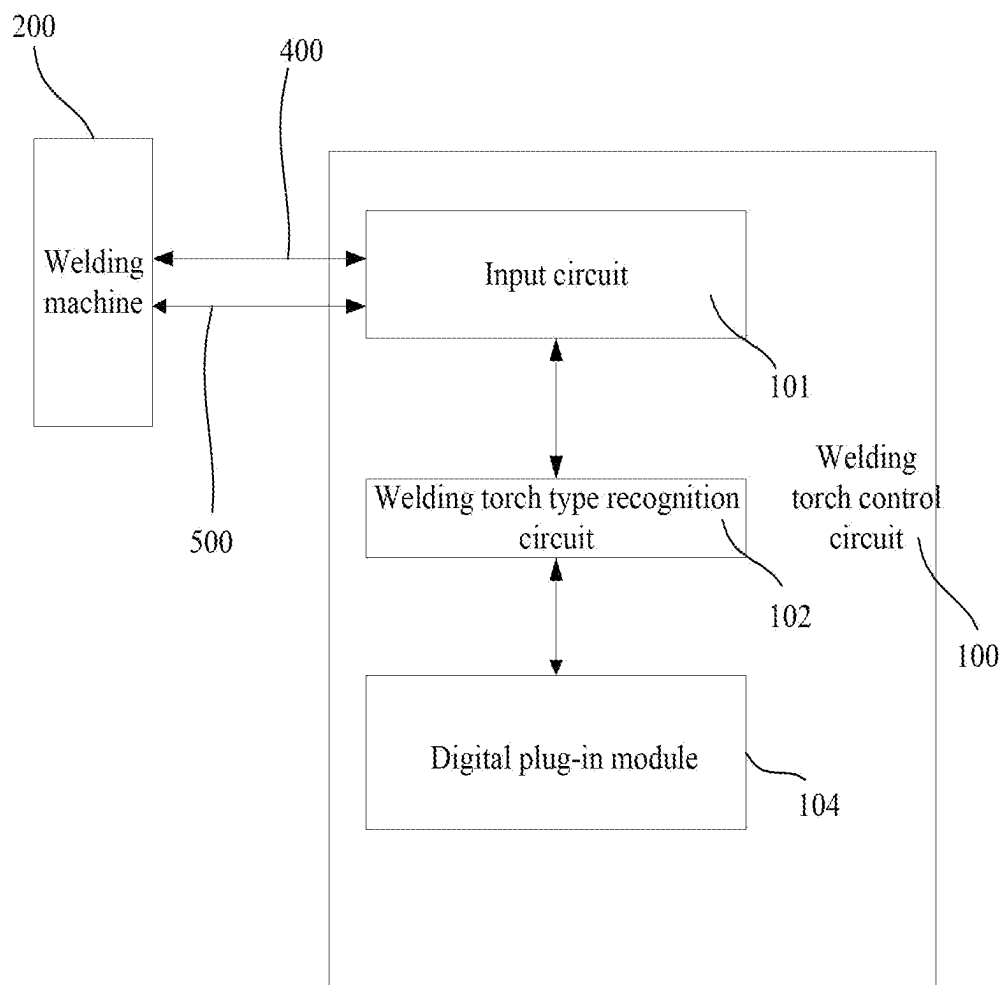 200
400
Welding
machine
Input circuit
101
500
Welding torch type recognition
circuit
102
Welding
torch control
circuit
100
Digital plug-in module
104